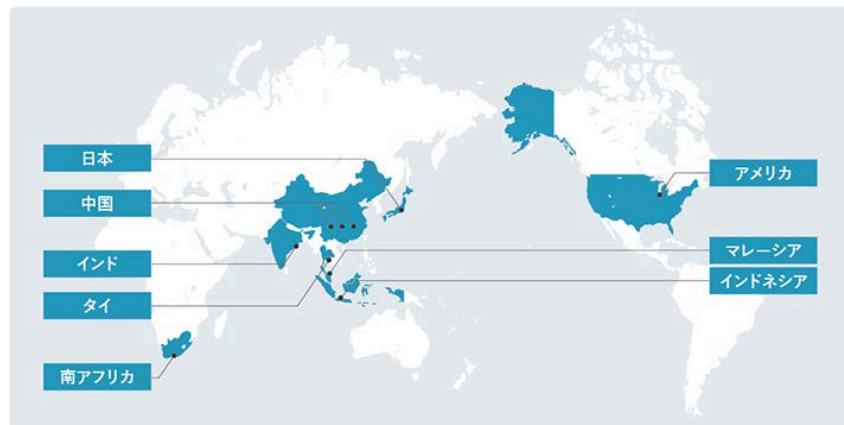 日本
中国
インド
タイ
南アフリカ
アメリカ
マレーシア
インドネシア